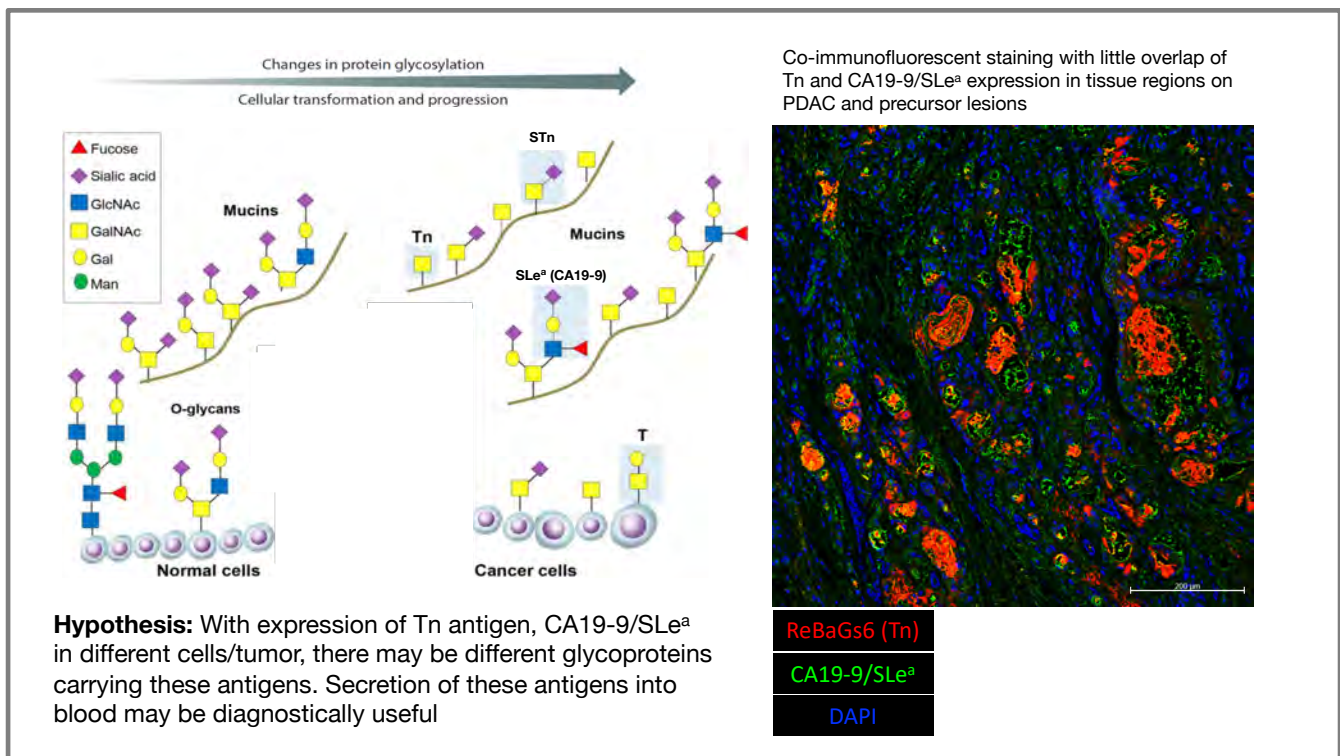 Changes in protein glycosylation
Cellular transformation and progression
Fucose
Sialic acid
GlcNAc
GalNAc
Gal
Man
Mucins
O-glycans
Normal cells
STn
Tn
Mucins
SLeᵃ (CA19-9)
T
Cancer cells
Hypothesis: With expression of Tn antigen, CA19-9/SLeᵃ
in different cells/tumor, there may be different glycoproteins
carrying these antigens. Secretion of these antigens into
blood may be diagnostically useful
Co-immunofluorescent staining with little overlap of
Tn and CA19-9/SLeᵃ expression in tissue regions on
PDAC and precursor lesions
200 µm
ReBaGs6 (Tn)
CA19-9/SLeᵃ
DAPI